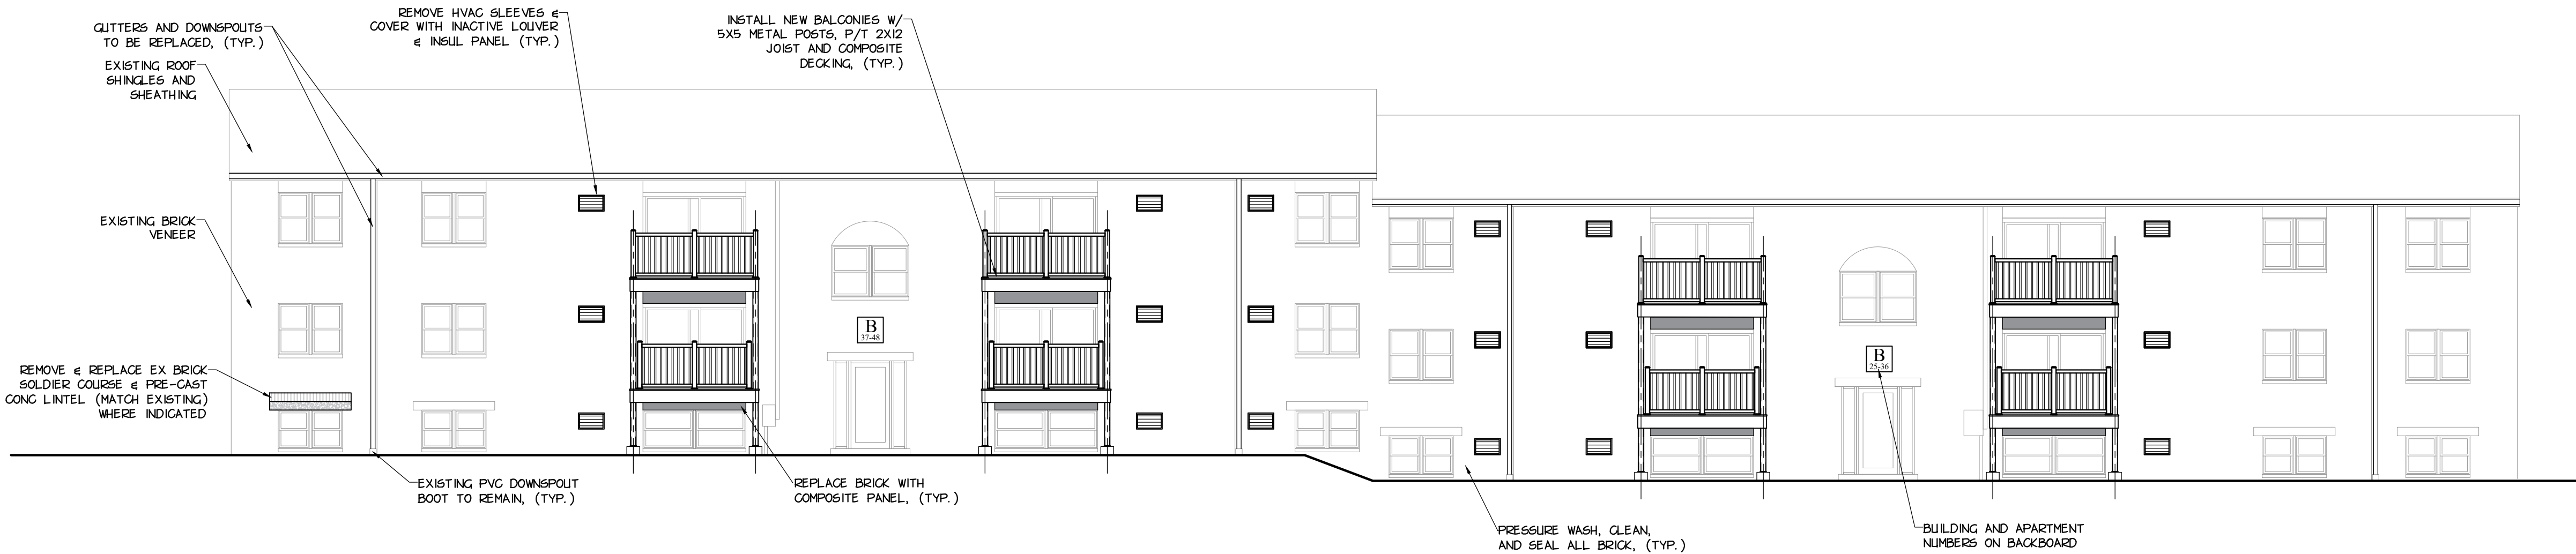 GUTTERS AND DOWNSPOUTS
TO BE REPLACED, (TYP.)
REMOVE HVAC SLEEVES &
COVER WITH INACTIVE LOUVER
& INSUL PANEL (TYP.)
INSTALL NEW BALCONIES W/
5X5 METAL POSTS, P/T 2X12
JOIST AND COMPOSITE
DECKING, (TYP.)
EXISTING ROOF
SHINGLES AND
SHEATHING
EXISTING BRICK
VENEER
B
37-48
B
25-36
REMOVE & REPLACE EX BRICK
SOLDIER COURSE & PRE-CAST
CONC LINTEL (MATCH EXISTING)
WHERE INDICATED
EXISTING PVC DOWNSPOUT
BOOT TO REMAIN, (TYP.)
REPLACE BRICK WITH
COMPOSITE PANEL, (TYP.)
PRESSURE WASH, CLEAN,
AND SEAL ALL BRICK, (TYP.)
BUILDING AND APARTMENT
NUMBERS ON BACKBOARD